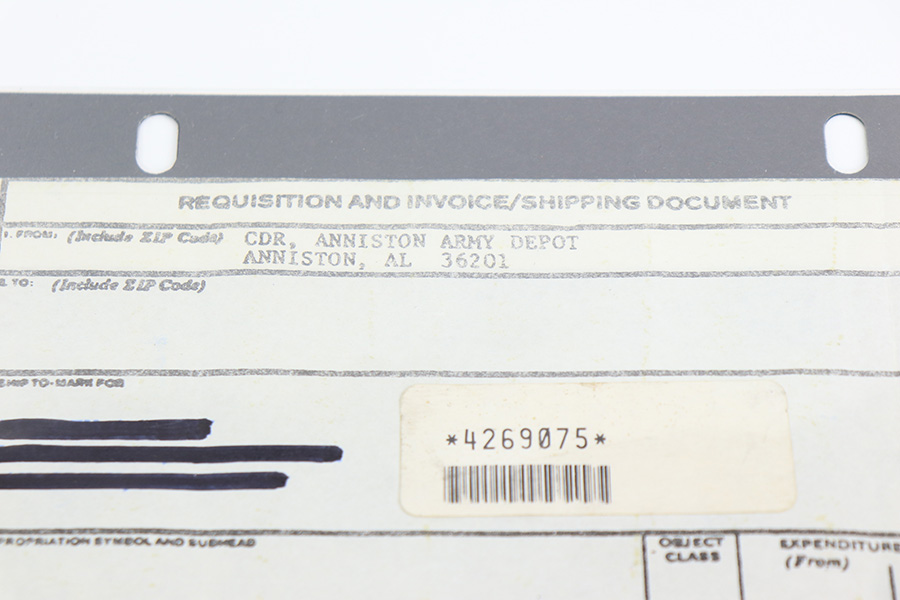 REQUISITION AND INVOICE/SHIPPING DOCUMENT
1. FROM: (Include ZIP Code) CDR, ANNISTON ARMY DEPOT
ANNISTON, AL 36201
TO: (Include ZIP Code)
SHIP TO-MARK FOR
*4269075*
PROPRIATION SYMBOL AND SUBHEAD
OBJECT CLASS
EXPENDITURE
(From)